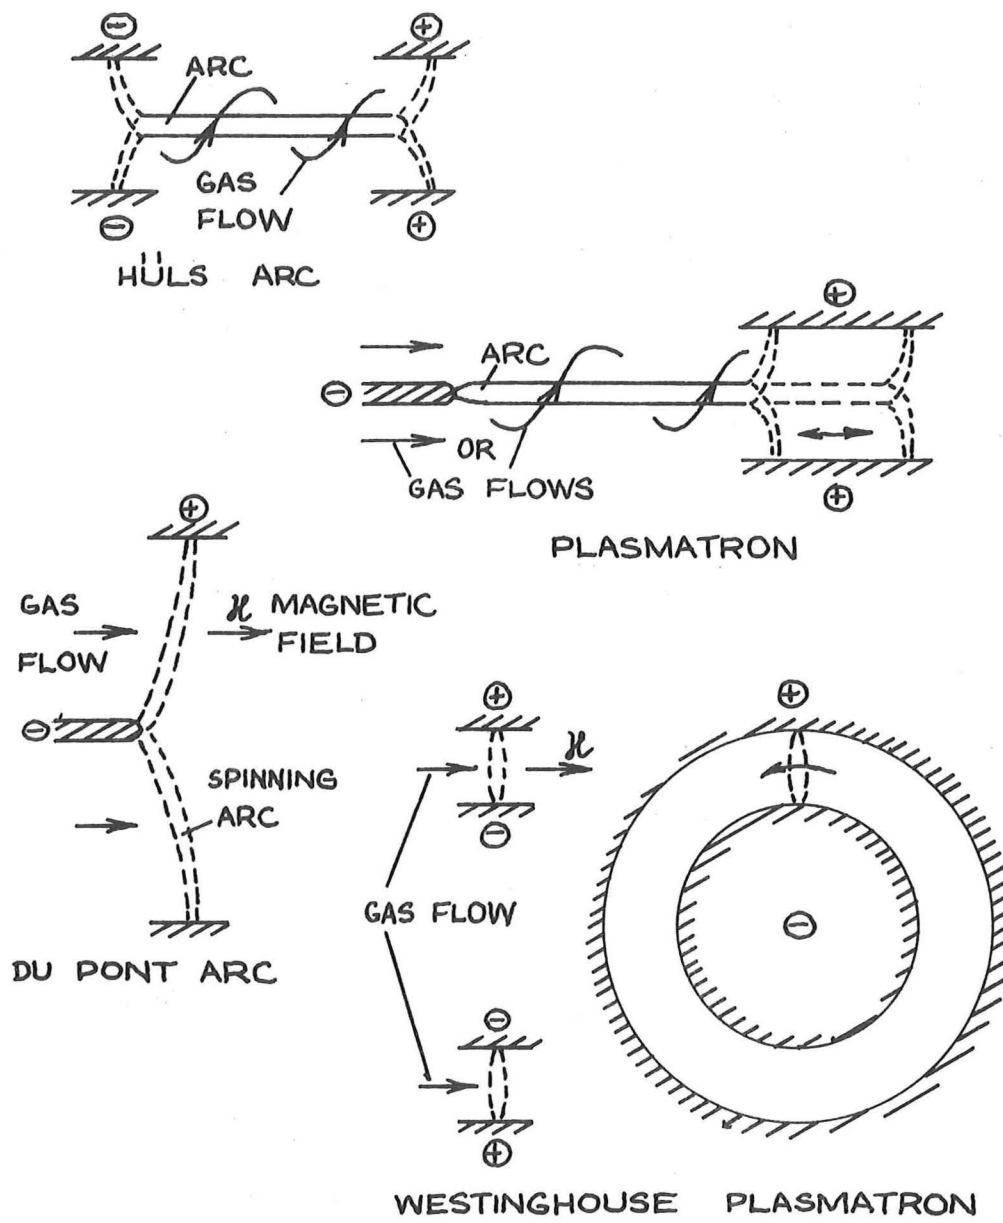 ⊖
⊕
ARC
GAS
FLOW
⊖
⊕
HÜLS ARC
⊕
ARC
⊖
OR
GAS FLOWS
⊕
PLASMATRON
⊕
GAS
FLOW
ℋ MAGNETIC
FIELD
⊖
SPINNING
ARC
DU PONT ARC
⊕
ℋ
⊖
GAS FLOW
⊖
⊕
⊕
⊖
WESTINGHOUSE PLASMATRON